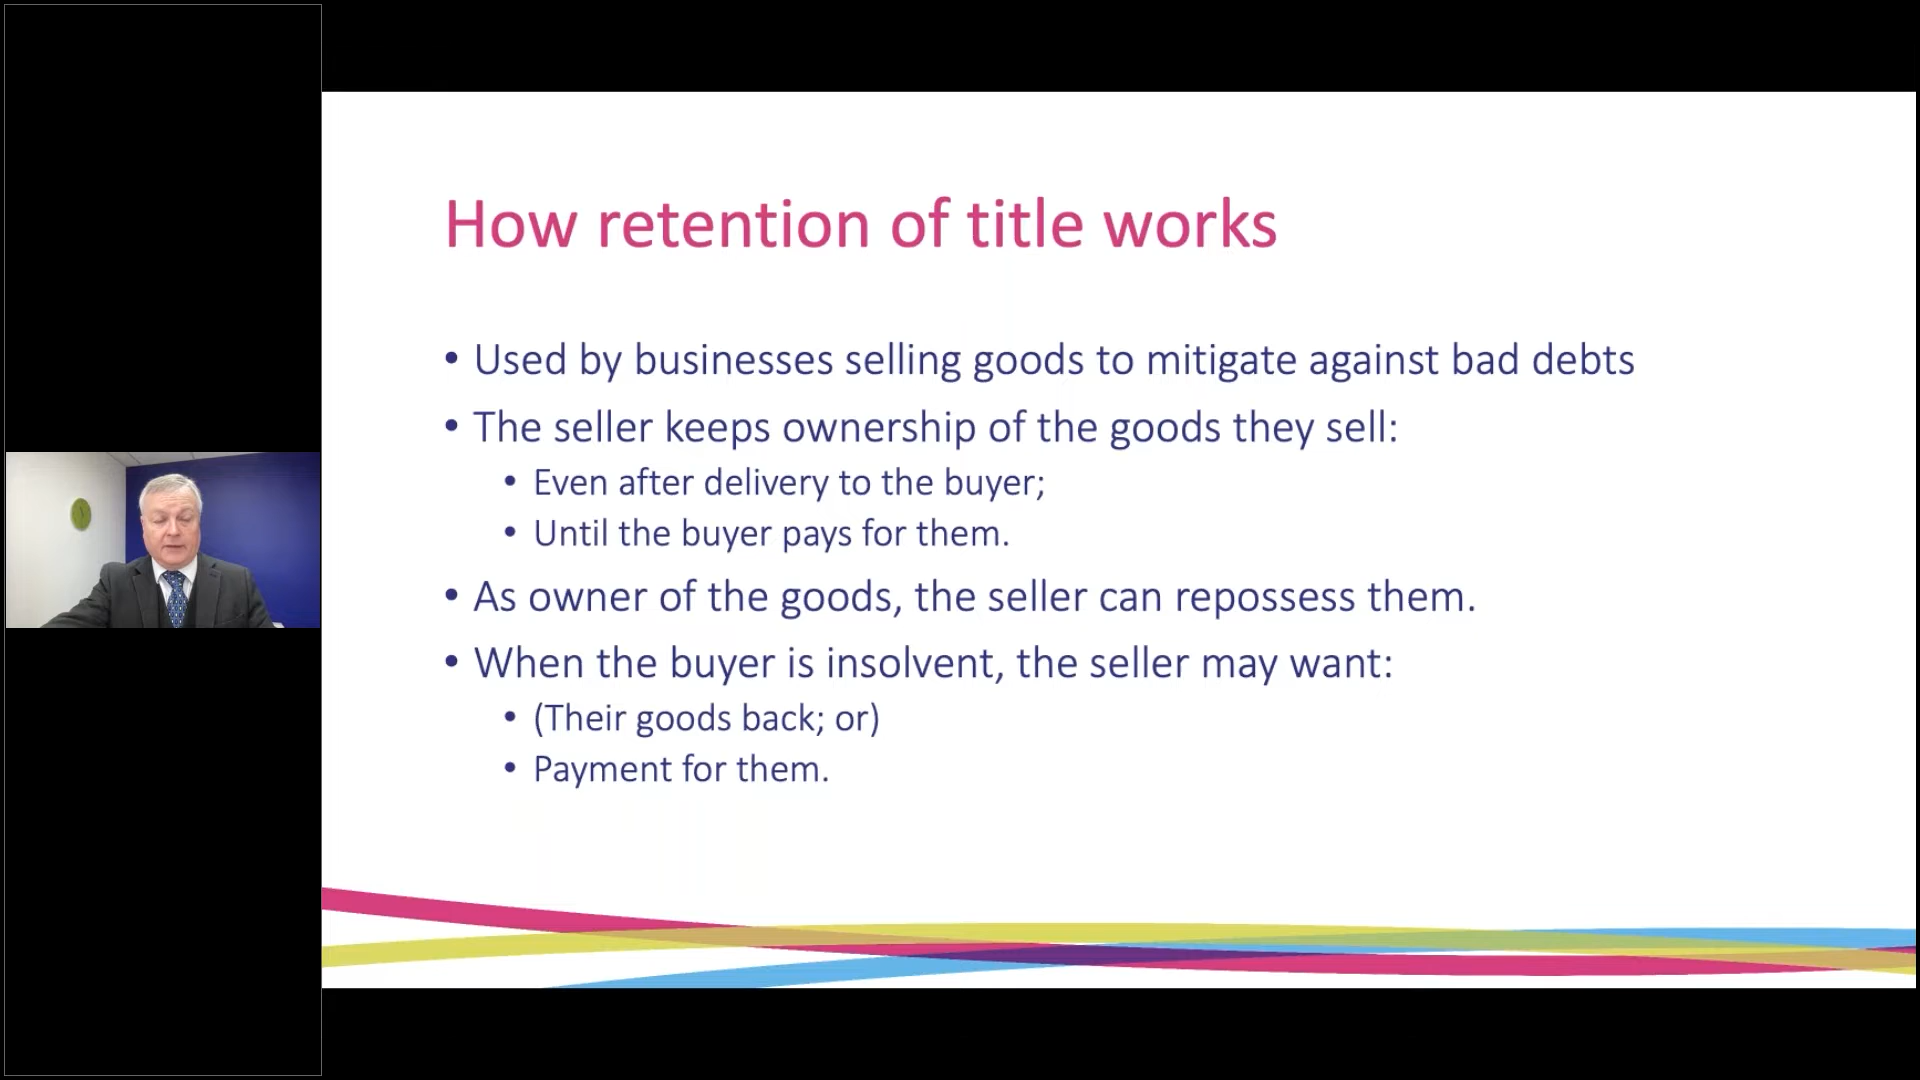 How retention of title works
• Used by businesses selling goods to mitigate against bad debts
• The seller keeps ownership of the goods they sell:
• Even after delivery to the buyer;
• Until the buyer pays for them.
• As owner of the goods, the seller can repossess them.
• When the buyer is insolvent, the seller may want:
• (Their goods back; or)
• Payment for them.